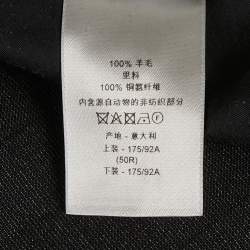 100% 羊毛
里料
100% 铜氨纤维
内含源自动物的非纺织部分
产地 - 意大利
上装 - 175/92A
(50R)
下装 - 175/92A